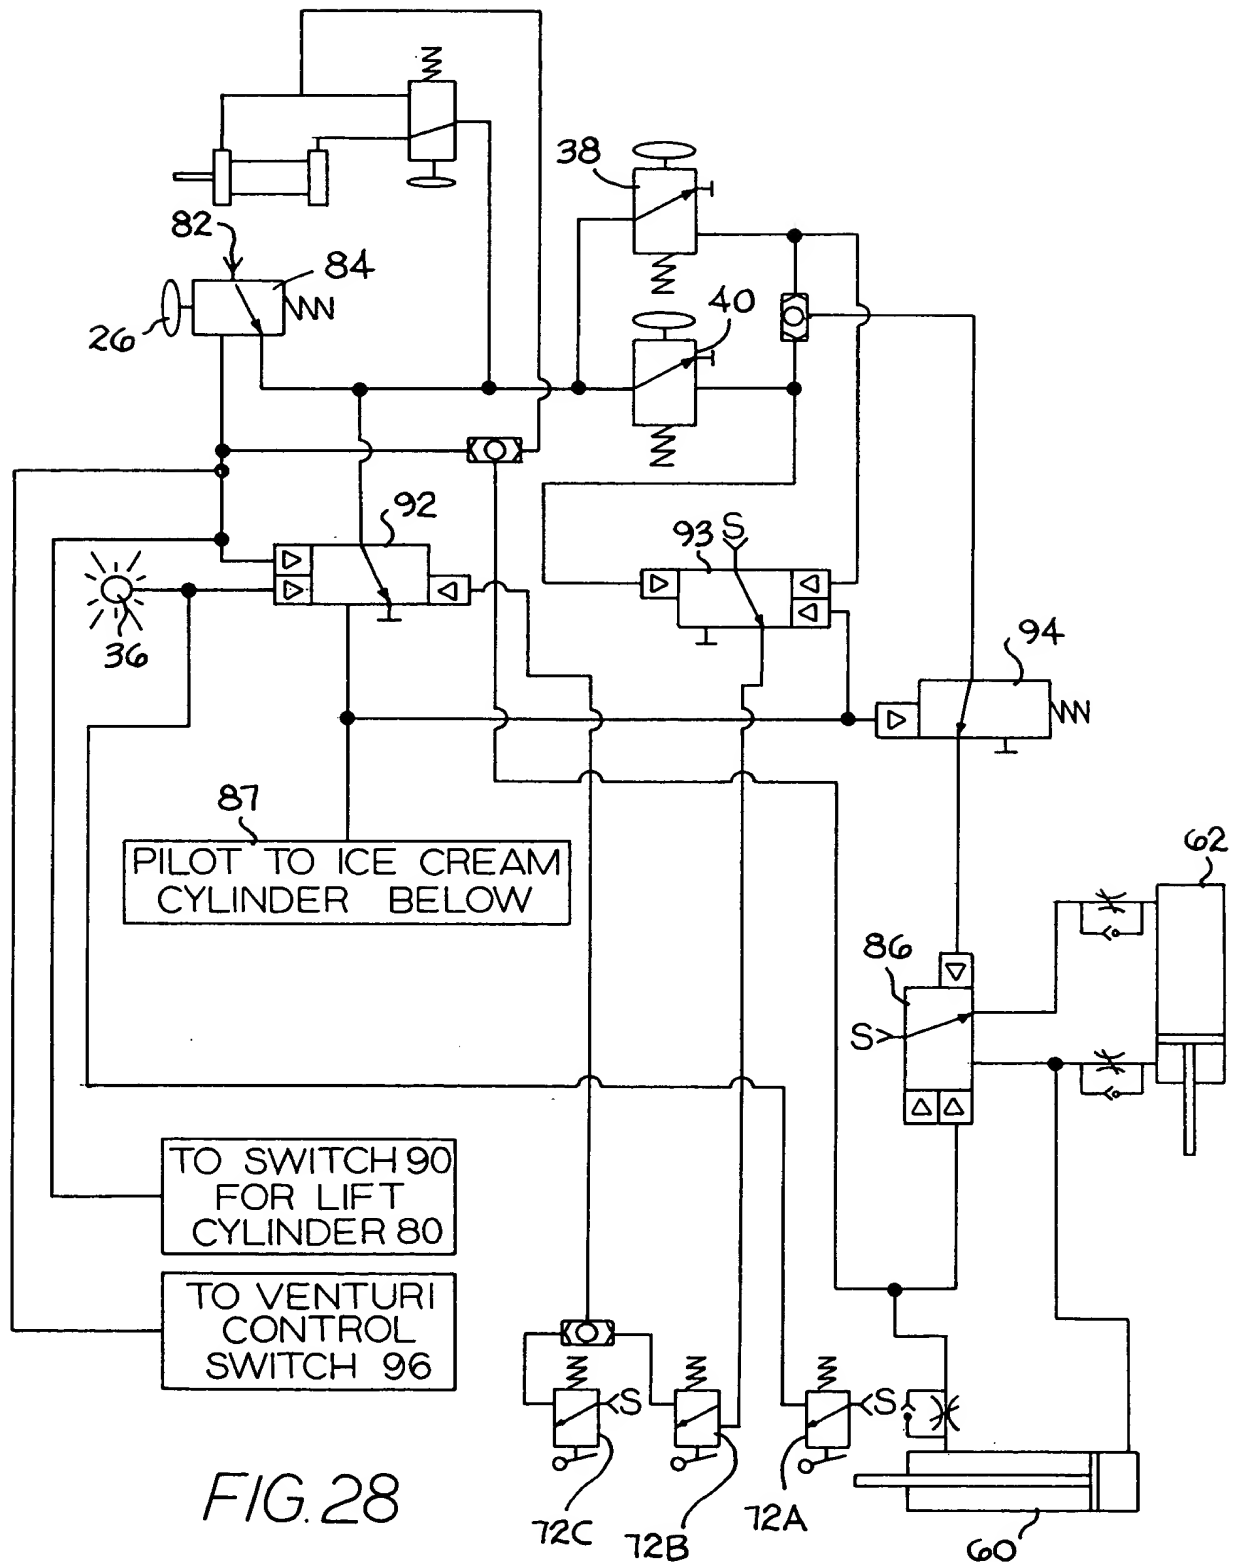 38
82
84
26
40
92
93
S
36
94
87
PILOT TO ICE CREAM
CYLINDER BELOW
62
86
S
TO SWITCH 90
FOR LIFT
CYLINDER 80
TO VENTURI
CONTROL
SWITCH 96
S
S
FIG. 28
72C
72B
72A
60